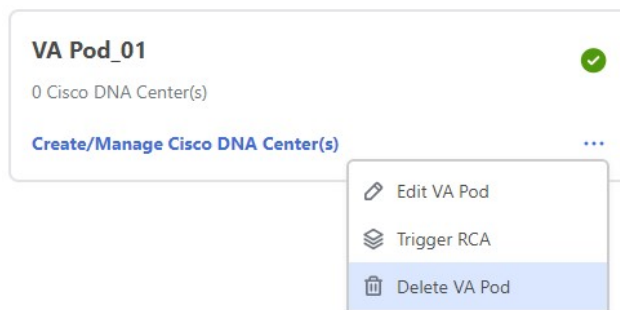 VA Pod_01
0 Cisco DNA Center(s)
Create/Manage Cisco DNA Center(s)
Edit VA Pod
Trigger RCA
Delete VA Pod